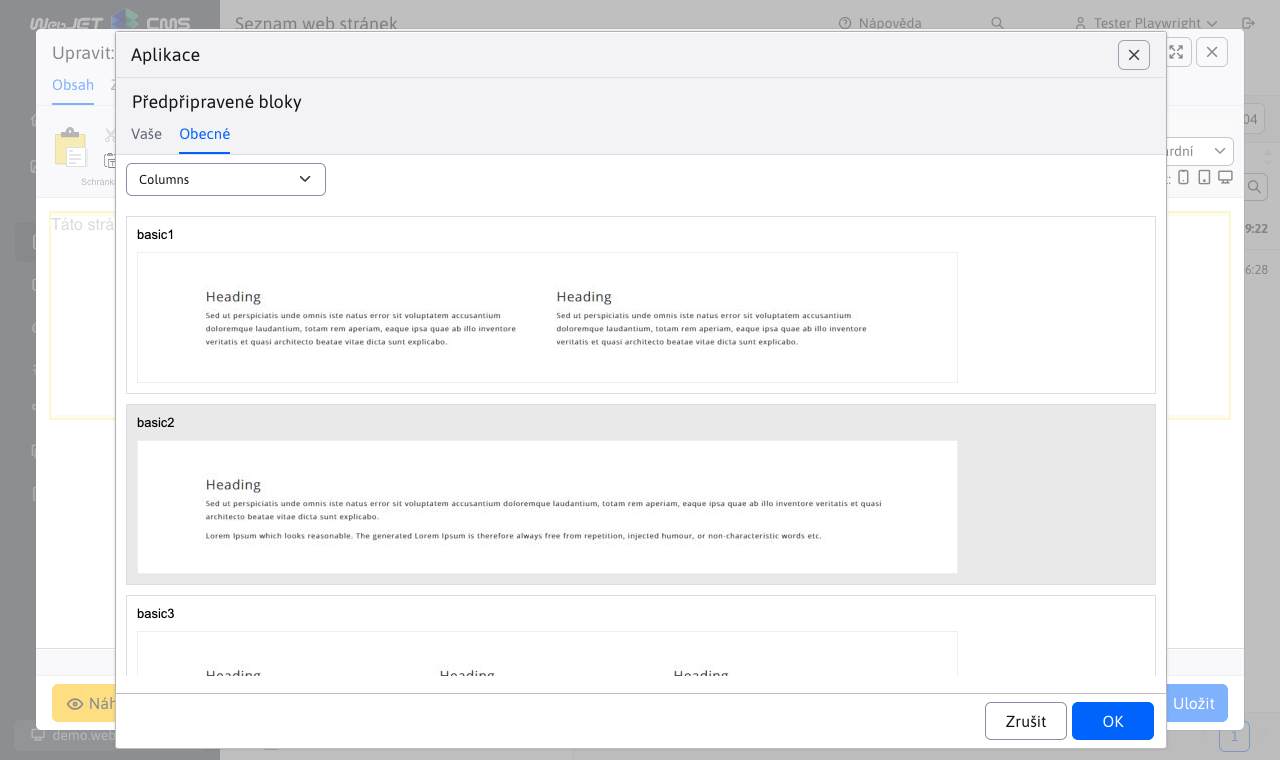 WebJET CMS
Seznam web stránek
Nápověda
Tester Playwright
Upravit:
Aplikace
Obsah
Předpřipravené bloky
Vaše
Obecné
04
Columns
Schránka
9:22
6:28
Táto strá
basic1
Heading
Sed ut perspiciatis unde omnis iste natus error sit voluptatem accusantium
doloremque laudantium, totam rem aperiam, eaque ipsa quae ab illo inventore
veritatis et quasi architecto beatae vitae dicta sunt explicabo.
Heading
Sed ut perspiciatis unde omnis iste natus error sit voluptatem accusantium
doloremque laudantium, totam rem aperiam, eaque ipsa quae ab illo inventore
veritatis et quasi architecto beatae vitae dicta sunt explicabo.
basic2
Heading
Sed ut perspiciatis unde omnis iste natus error sit voluptatem accusantium doloremque laudantium, totam rem aperiam, eaque ipsa quae ab illo inventore veritatis et quasi
architecto beatae vitae dicta sunt explicabo.
Lorem Ipsum which looks reasonable. The generated Lorem Ipsum is therefore always free from repetition, injected humour, or non-characteristic words etc.
basic3
Heading
Heading
Heading
Náh
Uložit
Zrušit
OK
demo.web
1